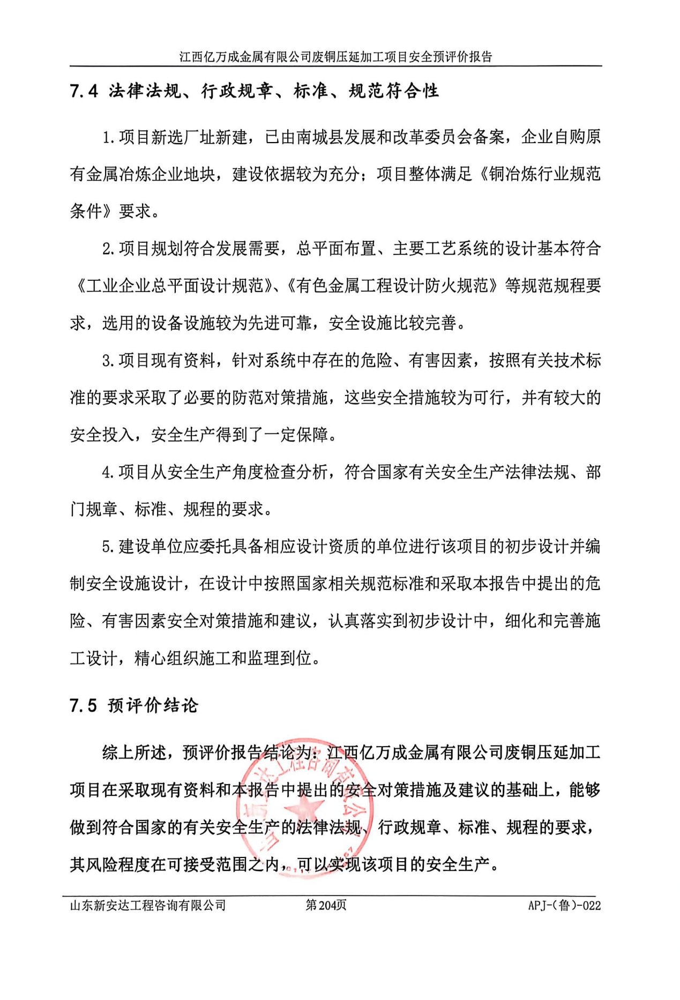 江西亿万成金属有限公司废铜压延加工项目安全预评价报告
7.4 法律法规、行政规章、标准、规范符合性
1.项目新选厂址新建，已由南城县发展和改革委员会备案，企业自购原
有金属冶炼企业地块，建设依据较为充分；项目整体满足《铜冶炼行业规范
条件》要求。
2.项目规划符合发展需要，总平面布置、主要工艺系统的设计基本符合
《工业企业总平面设计规范》、《有色金属工程设计防火规范》等规范规程要
求，选用的设备设施较为先进可靠，安全设施比较完善。
3.项目现有资料，针对系统中存在的危险、有害因素，按照有关技术标
准的要求采取了必要的防范对策措施，这些安全措施较为可行，并有较大的
安全投入，安全生产得到了一定保障。
4.项目从安全生产角度检查分析，符合国家有关安全生产法律法规、部
门规章、标准、规程的要求。
5.建设单位应委托具备相应设计资质的单位进行该项目的初步设计并编
制安全设施设计，在设计中按照国家相关规范标准和采取本报告中提出的危
险、有害因素安全对策措施和建议，认真落实到初步设计中，细化和完善施
工设计，精心组织施工和监理到位。
7.5 预评价结论
综上所述，预评价报告结论为：江西亿万成金属有限公司废铜压延加工
项目在采取现有资料和本报告中提出的安全对策措施及建议的基础上，能够
做到符合国家的有关安全生产的法律法规、行政规章、标准、规程的要求，
其风险程度在可接受范围之内，可以实现该项目的安全生产。
山东新安达工程咨询有限公司 第204页 APJ-(鲁)-022